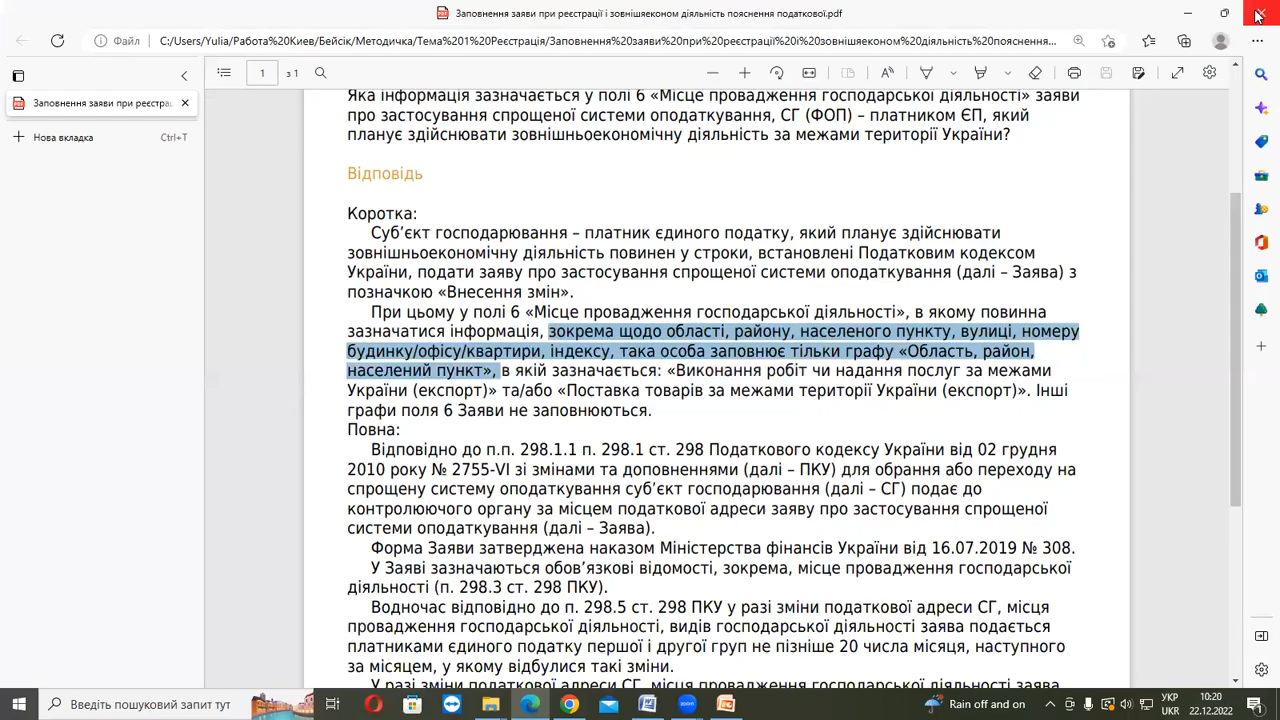 Заповнення заяви при реєстрації і зовнішняеконом діяльність пояснення податкової.pdf
Файл
C:/Users/Yulia/Работа%20Киев/Бейсік/Методичка/Тема%201%20Реєстрація/Заповнення%20заяви%20при%20реєстрації%20і%20зовнішяеконом%20діяльність%20пояснення...
Заповнення заяви при реєстра
Нова вкладка
Ctrl+T
1
з 1
Яка інформація зазначається у полі 6 «Місце провадження господарської діяльності» заяви
про застосування спрощеної системи оподаткування, СГ (ФОП) – платником ЄП, який
планує здійснювати зовнішньоекономічну діяльність за межами території України?
Відповідь
Коротка:
Суб’єкт господарювання – платник єдиного податку, який планує здійснювати
зовнішньоекономічну діяльність повинен у строки, встановлені Податковим кодексом
України, подати заяву про застосування спрощеної системи оподаткування (далі – Заява) з
позначкою «Внесення змін».
При цьому у полі 6 «Місце провадження господарської діяльності», в якому повинна
зазначатися інформація, зокрема щодо області, району, населеного пункту, вулиці, номеру
будинку/офісу/квартири, індексу, така особа заповнює тільки графу «Область, район,
населений пункт», в якій зазначається: «Виконання робіт чи надання послуг за межами
України (експорт)» та/або «Поставка товарів за межами території України (експорт)». Інші
графи поля 6 Заяви не заповнюються.
Повна:
Відповідно до п.п. 298.1.1 п. 298.1 ст. 298 Податкового кодексу України від 02 грудня
2010 року № 2755-VI зі змінами та доповненнями (далі – ПКУ) для обрання або переходу на
спрощену систему оподаткування суб’єкт господарювання (далі – СГ) подає до
контролюючого органу за місцем податкової адреси заяву про застосування спрощеної
системи оподаткування (далі – Заява).
Форма Заяви затверджена наказом Міністерства фінансів України від 16.07.2019 № 308.
У Заяві зазначаються обов’язкові відомості, зокрема, місце провадження господарської
діяльності (п. 298.3 ст. 298 ПКУ).
Водночас відповідно до п. 298.5 ст. 298 ПКУ у разі зміни податкової адреси СГ, місця
провадження господарської діяльності, видів господарської діяльності заява подається
платниками єдиного податку першої і другої груп не пізніше 20 числа місяця, наступного
за місяцем, у якому відбулися такі зміни.
У разі зміни податкової адреси СГ, місця провадження господарської діяльності заява
Введіть пошуковий запит тут
Rain off and on
УКР
UKR
10:20
22.12.2022